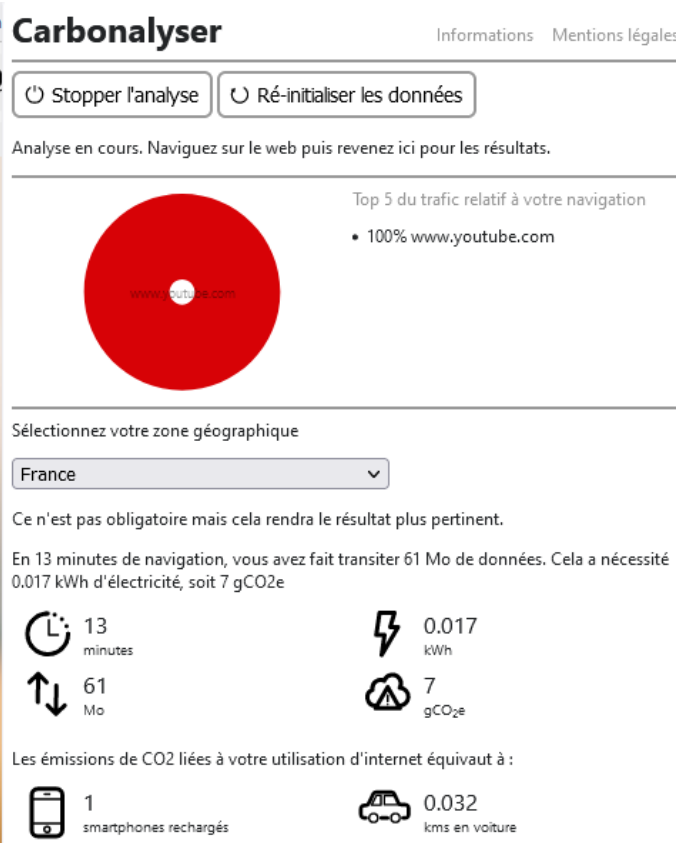 Carbonalyser
Informations Mentions légales
Stopper l'analyse Ré-initialiser les données
Analyse en cours. Naviguez sur le web puis revenez ici pour les résultats.
Top 5 du trafic relatif à votre navigation
• 100% www.youtube.com
www.youtube.com
Sélectionnez votre zone géographique
France
Ce n'est pas obligatoire mais cela rendra le résultat plus pertinent.
En 13 minutes de navigation, vous avez fait transiter 61 Mo de données. Cela a nécessité
0.017 kWh d'électricité, soit 7 gCO2e
13
minutes
0.017
kWh
61
Mo
7
gCO₂e
Les émissions de CO2 liées à votre utilisation d'internet équivaut à :
1
smartphones rechargés
0.032
kms en voiture